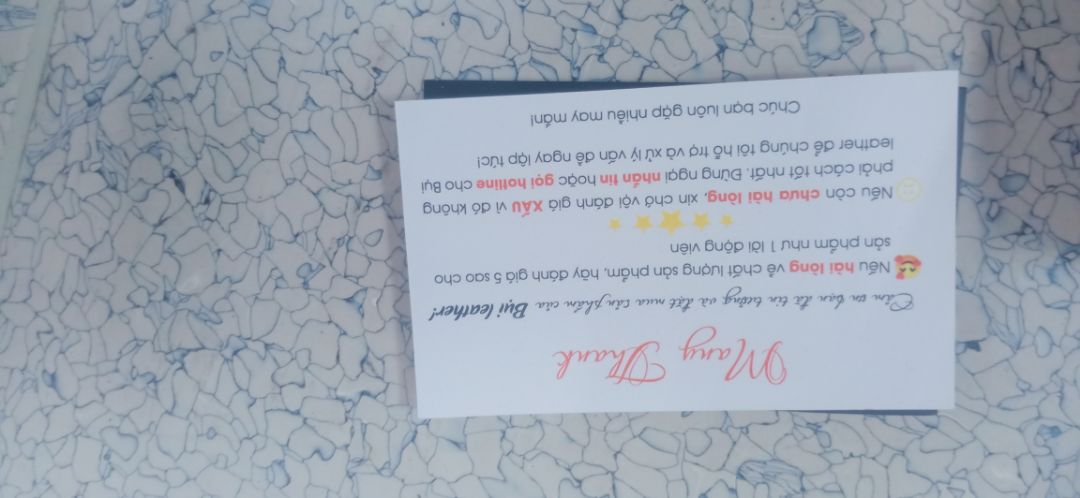 Many Thank
Cảm ơn bạn đã tin tưởng và đặt mua sản phẩm của Bụi leather!
Nếu hài lòng về chất lượng sản phẩm, hãy đánh giá 5 sao cho
sản phẩm như 1 lời động viên
Nếu còn chưa hài lòng, xin chớ vội đánh giá XẤU vì đó không
phải cách tốt nhất. Đừng ngại nhắn tin hoặc gọi hotline cho Bụi
leather để chúng tôi hỗ trợ và xử lý vấn đề ngay lập tức!
Chúc bạn luôn gặp nhiều may mắn!